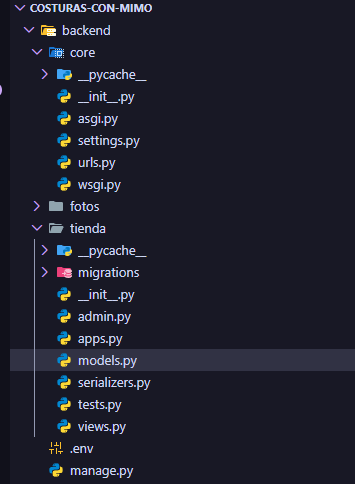 COSTURAS-CON-MIMO
backend
core
__pycache__
__init__.py
asgi.py
settings.py
urls.py
wsgi.py
fotos
tienda
__pycache__
migrations
__init__.py
admin.py
apps.py
models.py
serializers.py
tests.py
views.py
.env
manage.py